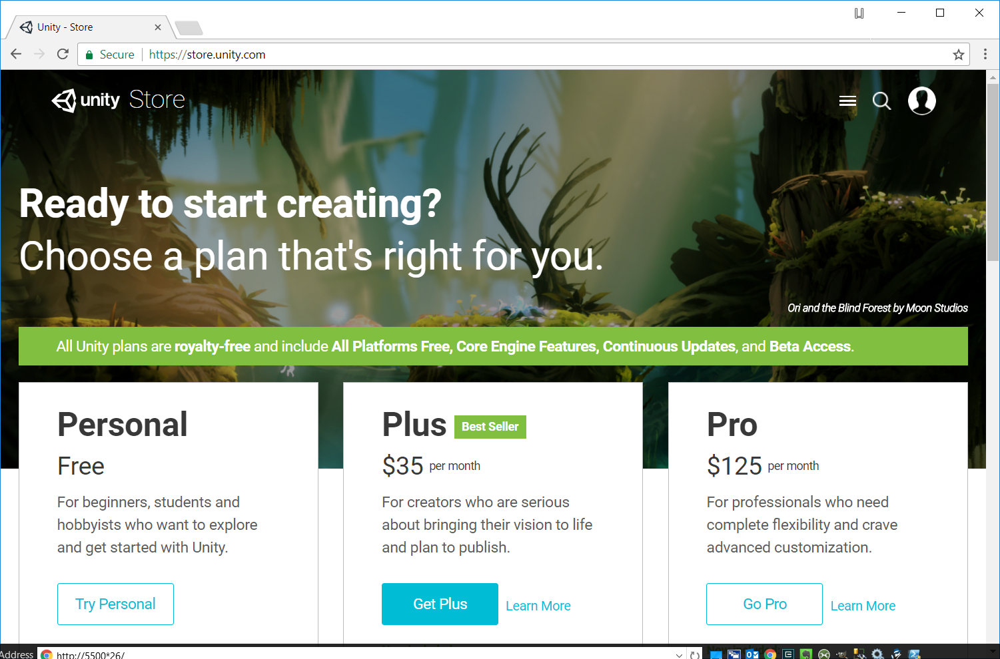 Unity - Store
Secure https://store.unity.com
unity Store
Ready to start creating?
Choose a plan that's right for you.
Ori and the Blind Forest by Moon Studios
All Unity plans are royalty-free and include All Platforms Free, Core Engine Features, Continuous Updates, and Beta Access.
Personal
Free
For beginners, students and
hobbyists who want to explore
and get started with Unity.
Try Personal
Plus Best Seller
$35 per month
For creators who are serious
about bringing their vision to life
and plan to publish.
Get Plus Learn More
Pro
$125 per month
For professionals who need
complete flexibility and crave
advanced customization.
Go Pro Learn More
Address http://5500*26/